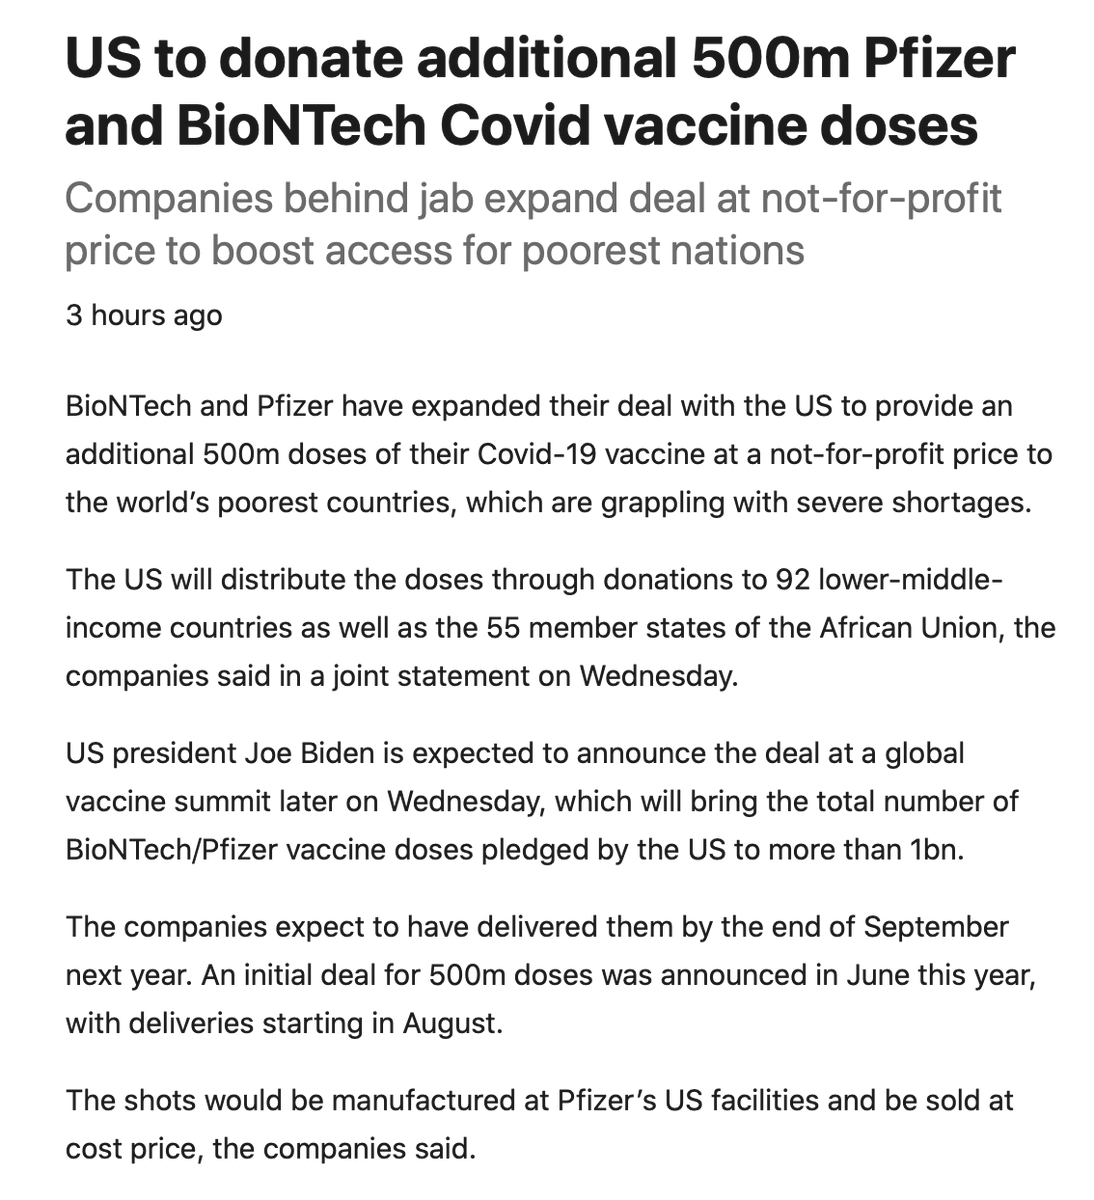 US to donate additional 500m Pfizer
and BioNTech Covid vaccine doses
Companies behind jab expand deal at not-for-profit
price to boost access for poorest nations
3 hours ago
BioNTech and Pfizer have expanded their deal with the US to provide an
additional 500m doses of their Covid-19 vaccine at a not-for-profit price to
the world’s poorest countries, which are grappling with severe shortages.
The US will distribute the doses through donations to 92 lower-middle-
income countries as well as the 55 member states of the African Union, the
companies said in a joint statement on Wednesday.
US president Joe Biden is expected to announce the deal at a global
vaccine summit later on Wednesday, which will bring the total number of
BioNTech/Pfizer vaccine doses pledged by the US to more than 1bn.
The companies expect to have delivered them by the end of September
next year. An initial deal for 500m doses was announced in June this year,
with deliveries starting in August.
The shots would be manufactured at Pfizer’s US facilities and be sold at
cost price, the companies said.